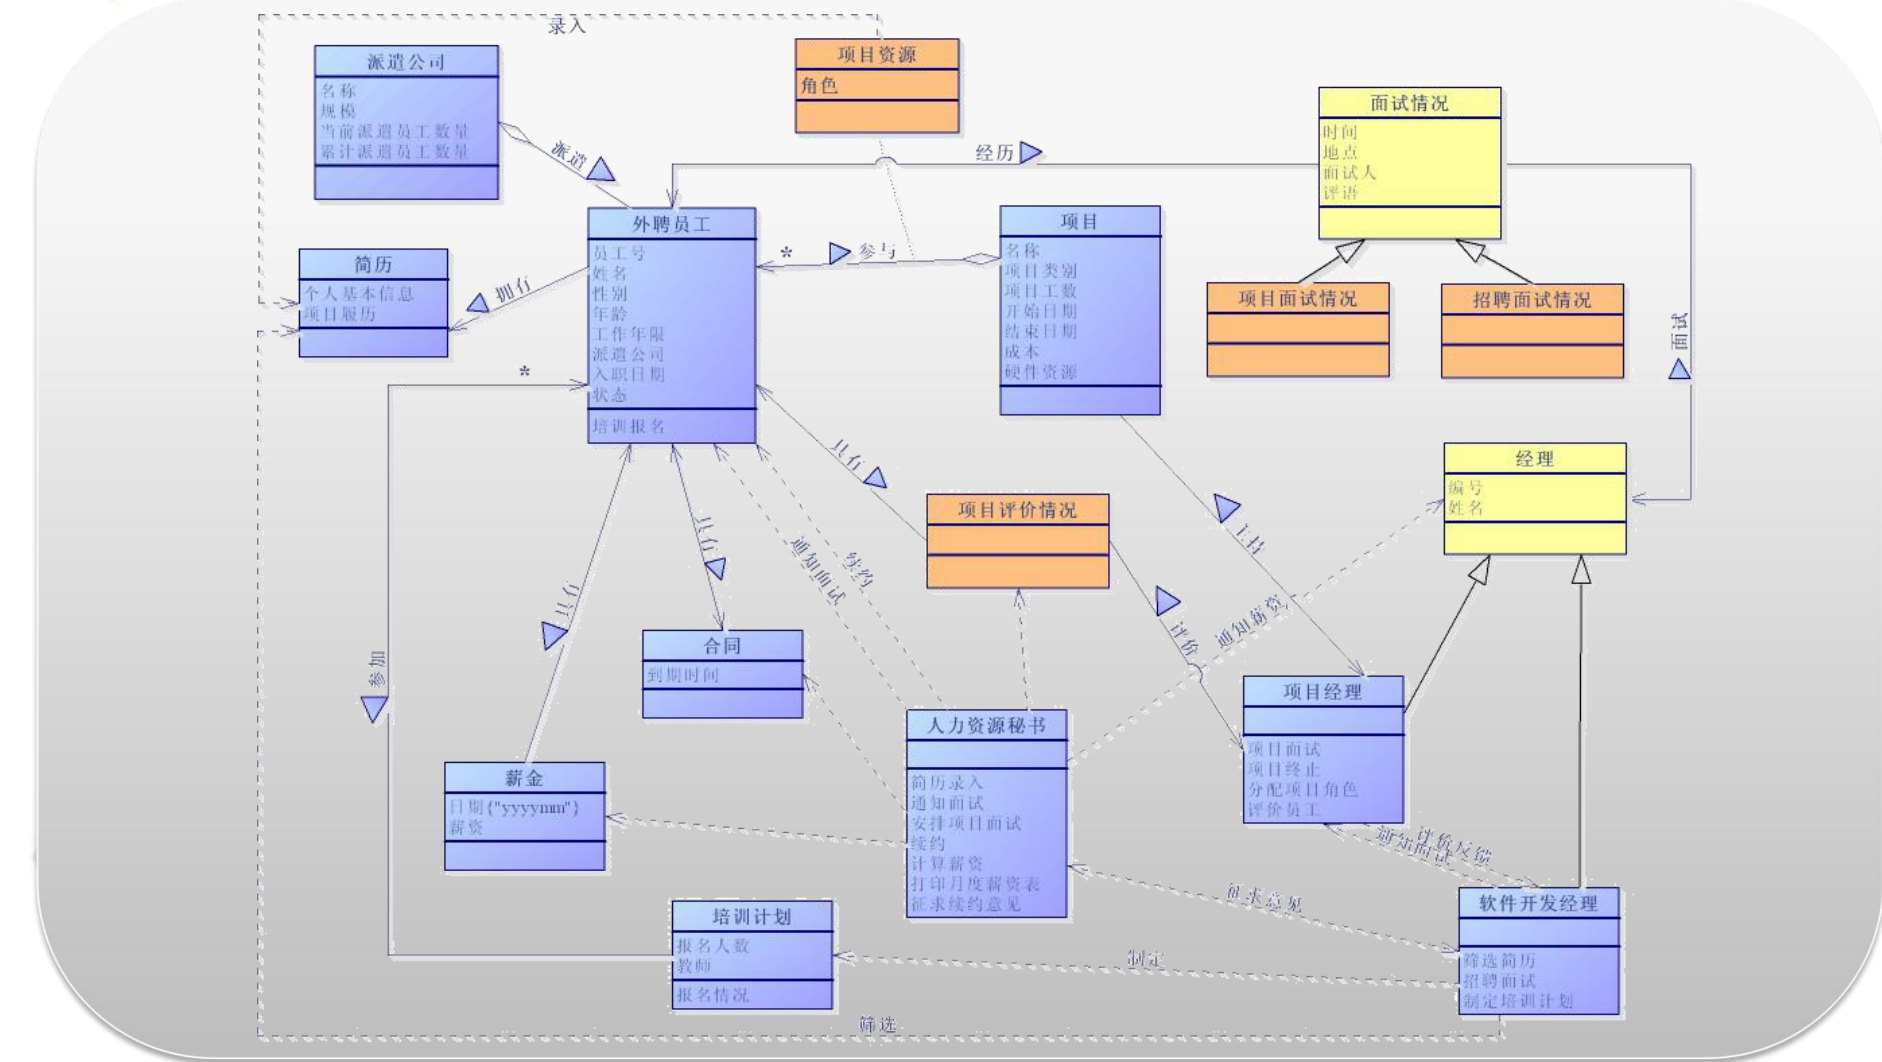 录入
派遣公司
名称
规模
当前派遣员工数量
累计派遣员工数量
项目资源
角色
面试情况
时间
地点
面试人
评语
派遣
经历
外聘员工
员工号
姓名
性别
年龄
工作年限
派遣公司
入职日期
状态
培训报名
* 参与
项目
名称
项目类别
项目工数
开始日期
结束日期
成本
硬件资源
简历
个人基本信息
项目履历
拥有
项目面试情况
招聘面试情况
面试
*
具有
经理
编号
姓名
项目评价情况
主持
具有
通知面试
续约
具有
评价
通知薪资
合同
到期时间
参加
人力资源秘书
简历录入
通知面试
安排项目面试
续约
计算薪资
打印月度薪资表
征求续约意见
项目经理
项目面试
项目终止
分配项目角色
评价员工
薪金
日期{"yyyymm"}
薪资
评价反馈
通知面试
征求意见
培训计划
报名人数
教师
报名情况
制定
软件开发经理
筛选简历
招聘面试
制定培训计划
筛选